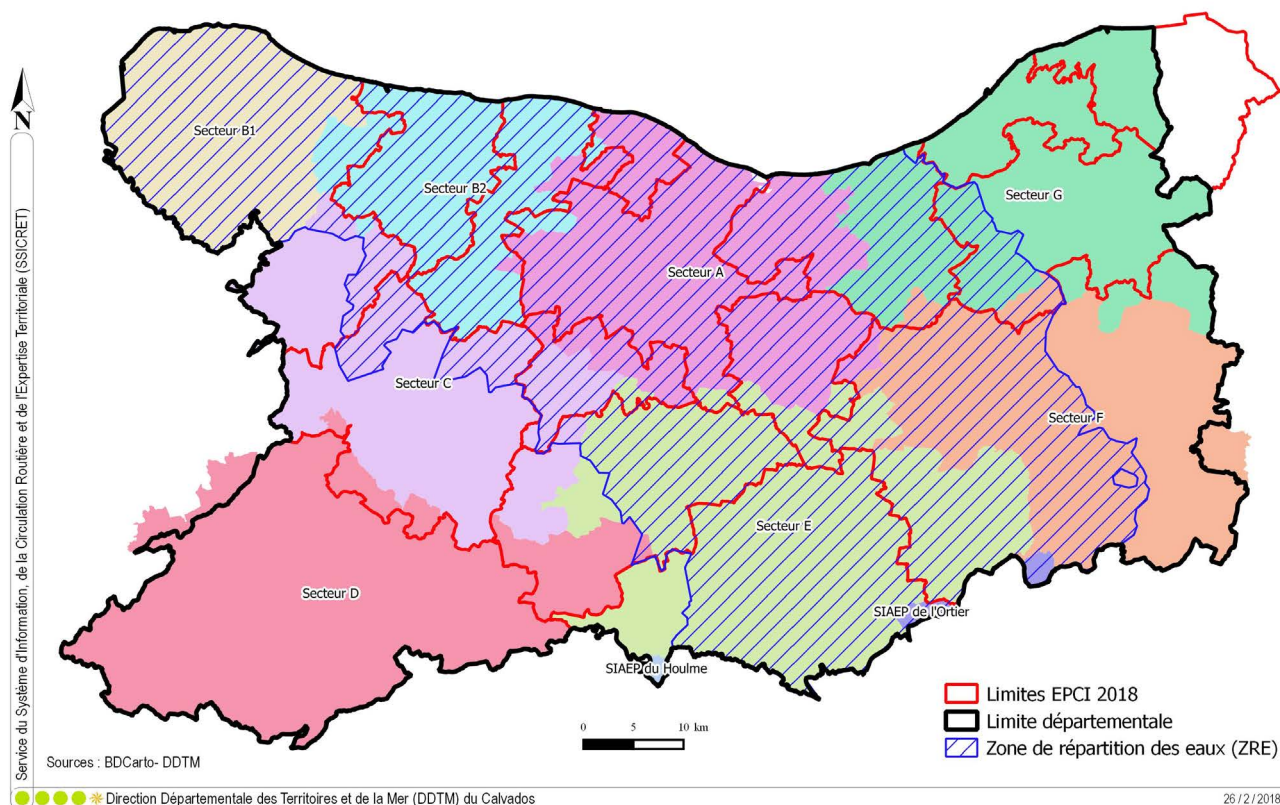 N
Service du Système d'Information, de la Circulation Routière et de l'Expertise Territoriale (SSICRET)
Secteur B1
Secteur B2
Secteur G
Secteur A
Secteur C
Secteur F
Secteur E
Secteur D
SIAEP de l'Ortier
SIAEP du Houlme
Limites EPCI 2018
Limite départementale
Zone de répartition des eaux (ZRE)
0 5 10 km
Sources : BDCarto- DDTM
Direction Départementale des Territoires et de la Mer (DDTM) du Calvados
26 / 2 / 2018